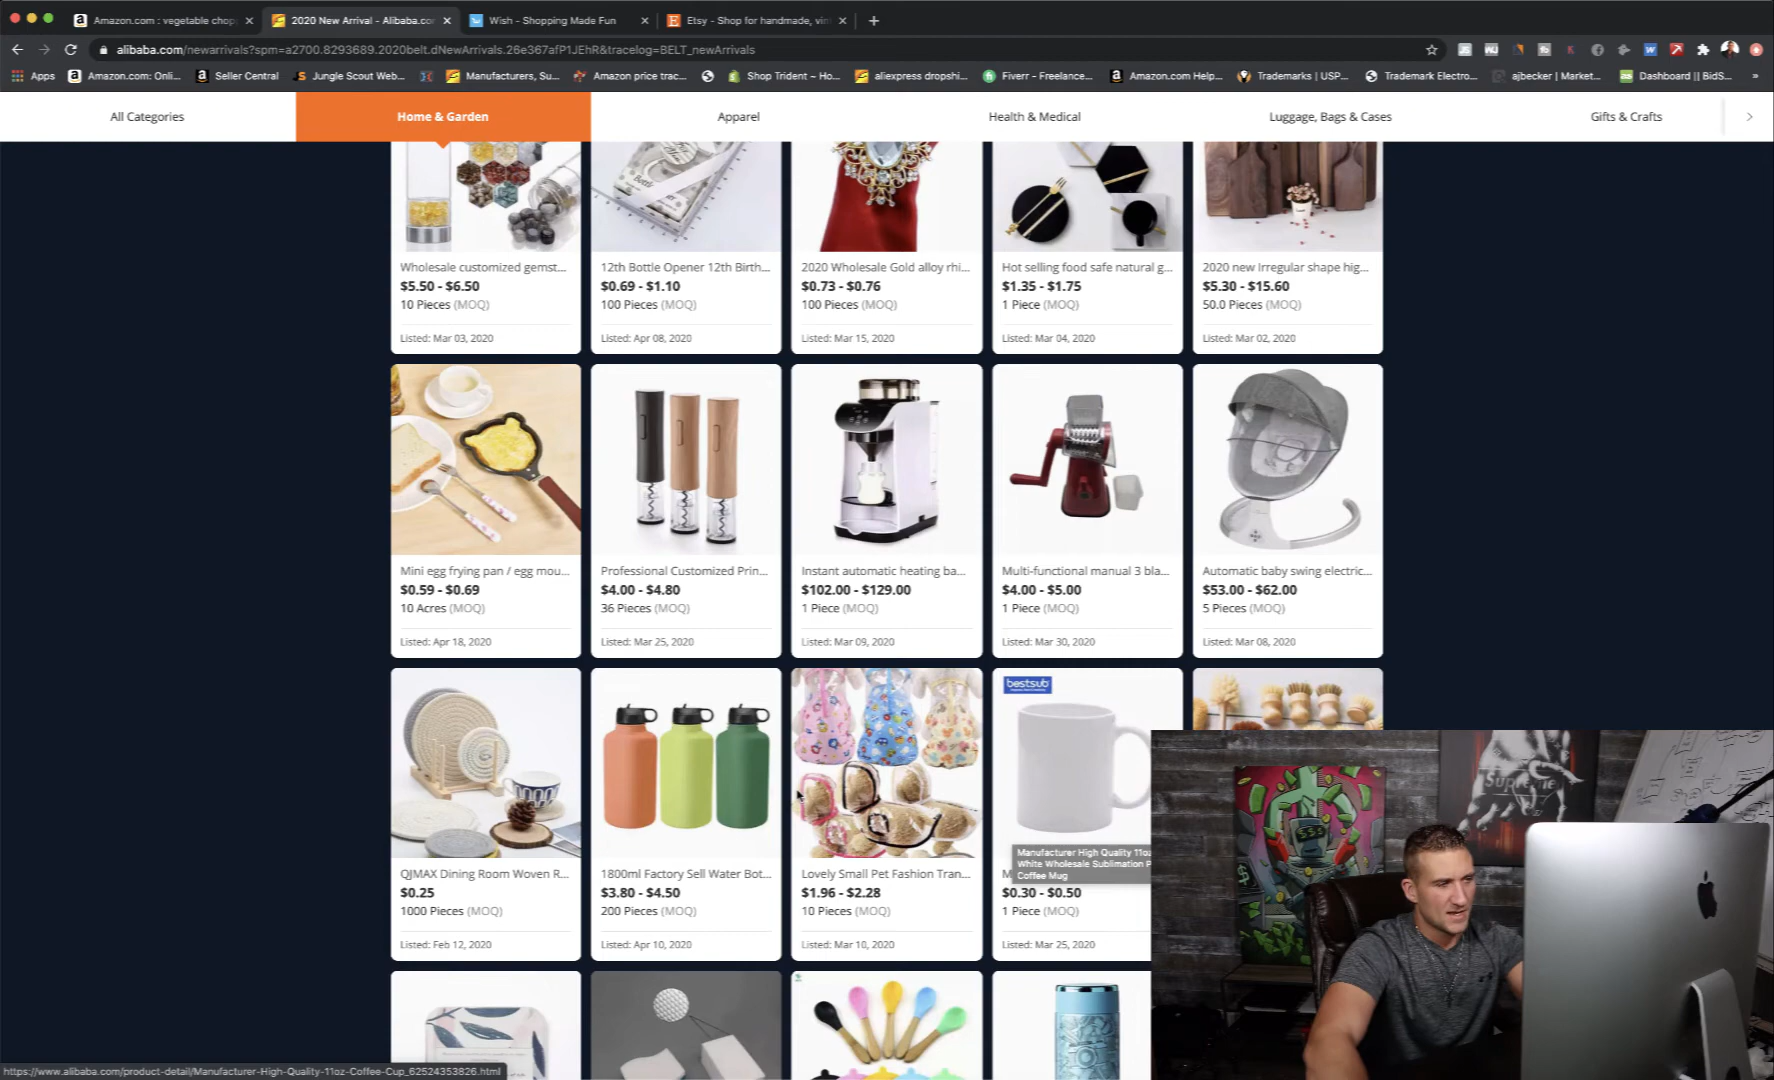 Amazon.com : vegetable chop
2020 New Arrival - Alibaba.co
Wish - Shopping Made Fun
Etsy - Shop for handmade, vin
alibaba.com/newarrivals?spm=a2700.8293689.2020belt.dNewArrivals.26e367afP1JEhR&tracelog=BELT_newArrivals
Apps
Amazon.com: Onli...
Seller Central
Jungle Scout Web...
Manufacturers, Su...
Amazon price trac...
Shop Trident – Ho...
aliexpress dropshi...
Fiverr - Freelance...
Amazon.com Help...
Trademarks | USP...
Trademark Electro...
ajbecker | Market...
Dashboard || BidS...
All Categories
Home & Garden
Apparel
Health & Medical
Luggage, Bags & Cases
Gifts & Crafts
Wholesale customized gemst...
12th Bottle Opener 12th Birth...
2020 Wholesale Gold alloy rhi...
Hot selling food safe natural g...
2020 new Irregular shape hig...
$5.50 - $6.50
$0.69 - $1.10
$0.73 - $0.76
$1.35 - $1.75
$5.30 - $15.60
10 Pieces (MOQ)
100 Pieces (MOQ)
100 Pieces (MOQ)
1 Piece (MOQ)
50.0 Pieces (MOQ)
Listed: Mar 03, 2020
Listed: Apr 08, 2020
Listed: Mar 15, 2020
Listed: Mar 04, 2020
Listed: Mar 02, 2020
Mini egg frying pan / egg mou...
Professional Customized Prin...
Instant automatic heating ba...
Multi-functional manual 3 bla...
Automatic baby swing electric...
$0.59 - $0.69
$4.00 - $4.80
$102.00 - $129.00
$4.00 - $5.00
$53.00 - $62.00
10 Acres (MOQ)
36 Pieces (MOQ)
1 Piece (MOQ)
1 Piece (MOQ)
5 Pieces (MOQ)
Listed: Apr 18, 2020
Listed: Mar 25, 2020
Listed: Mar 09, 2020
Listed: Mar 30, 2020
Listed: Mar 08, 2020
bestsub
Supreme
Manufacturer High Quality 11oz
White Wholesale Sublimation P
Coffee Mug
QJMAX Dining Room Woven R...
1800ml Factory Sell Water Bot...
Lovely Small Pet Fashion Tran...
M
$0.25
$3.80 - $4.50
$1.96 - $2.28
$0.30 - $0.50
1000 Pieces (MOQ)
200 Pieces (MOQ)
10 Pieces (MOQ)
1 Piece (MOQ)
Listed: Feb 12, 2020
Listed: Apr 10, 2020
Listed: Mar 10, 2020
Listed: Mar 25, 2020
https://www.alibaba.com/product-detail/Manufacturer-High-Quality-11oz-Coffee-Cup_62524353826.html